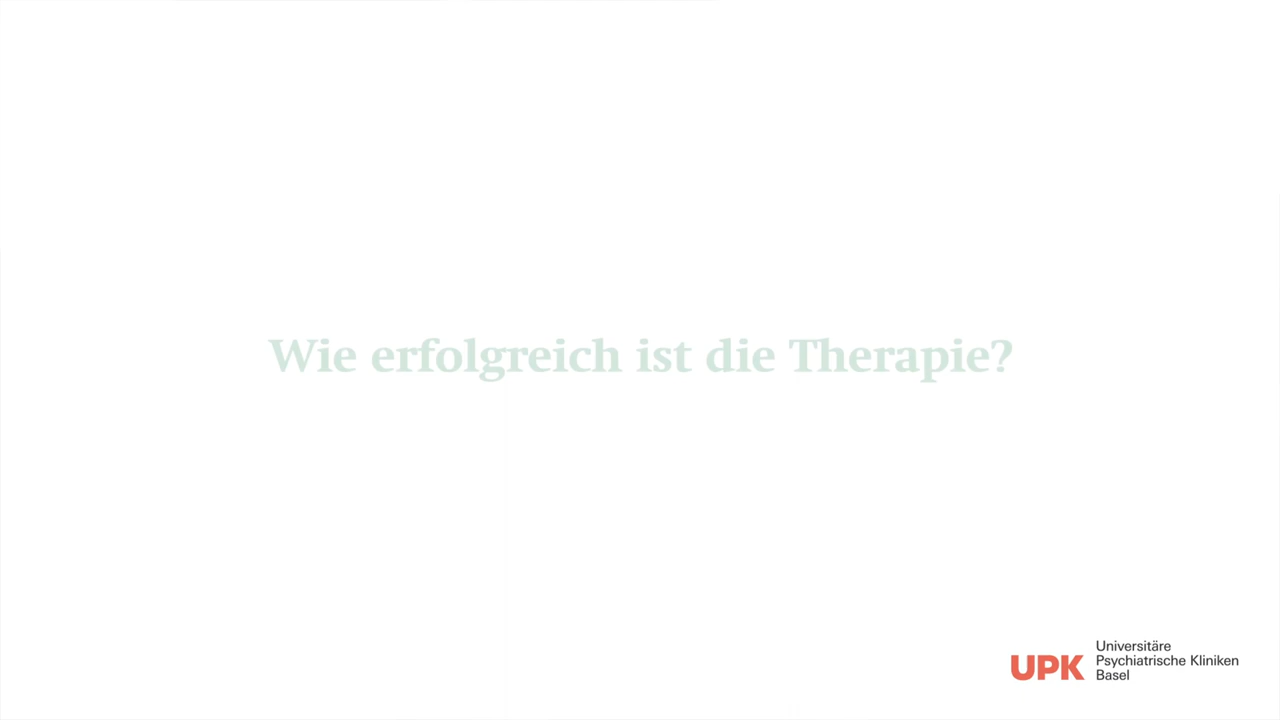 Wie erfolgreich ist die Therapie?
UPK
Universitäre
Psychiatrische Kliniken
Basel